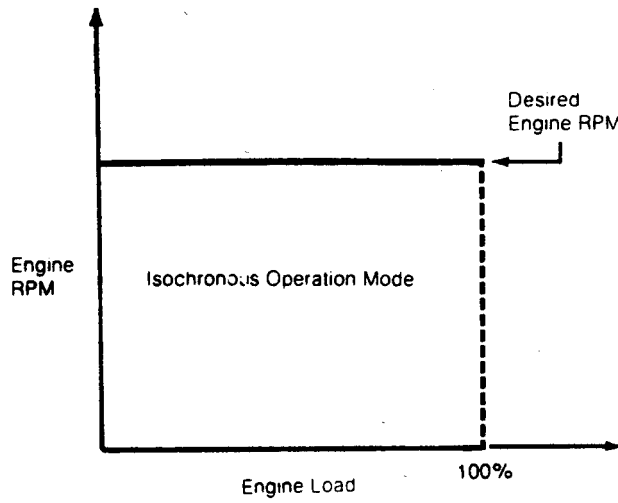 Desired
Engine RPM
Engine
RPM
Isochronous Operation Mode
100%
Engine Load